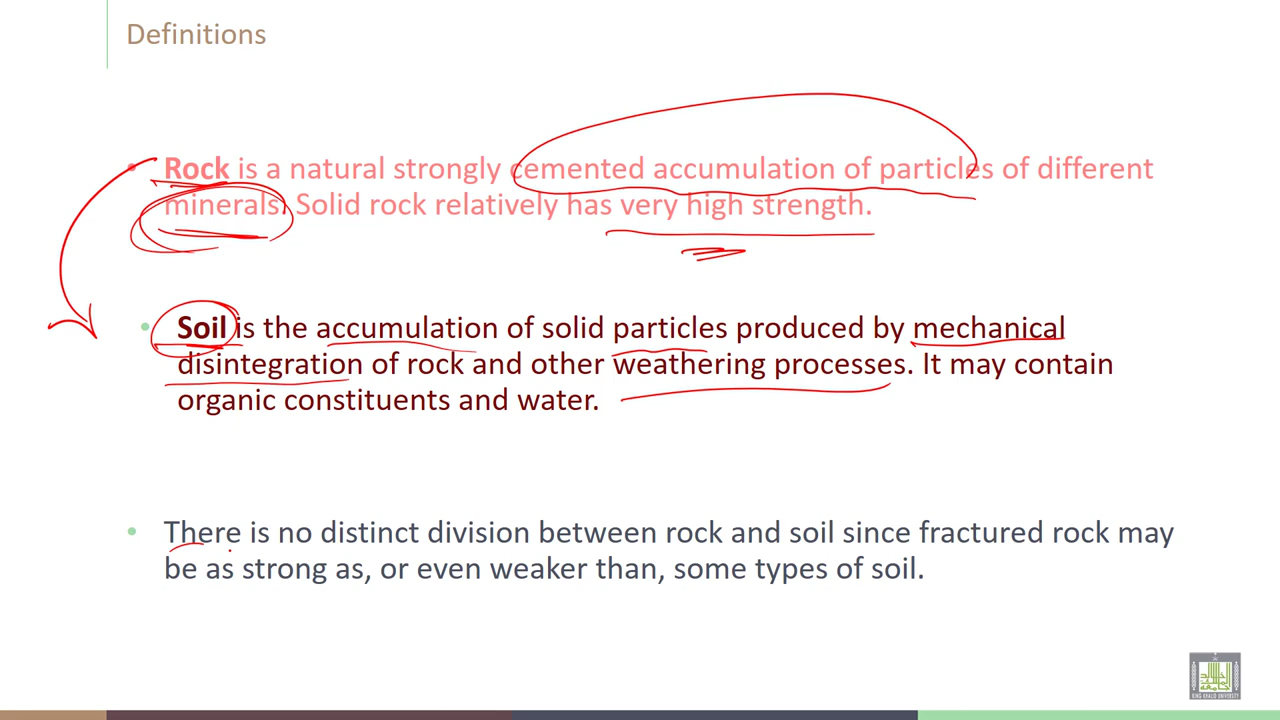 Definitions
• Rock is a natural strongly cemented accumulation of particles of different
minerals. Solid rock relatively has very high strength.
• Soil is the accumulation of solid particles produced by mechanical
disintegration of rock and other weathering processes. It may contain
organic constituents and water.
• There is no distinct division between rock and soil since fractured rock may
be as strong as, or even weaker than, some types of soil.
KING KHALID UNIVERSITY